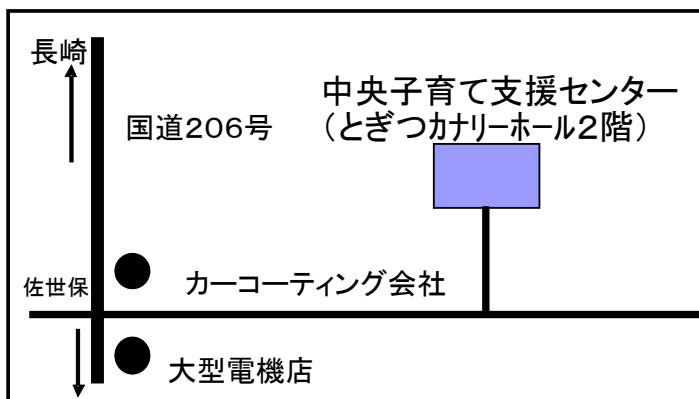 長崎
中央子育て支援センター
国道206号
(とぎつカナリーホール2階)
佐世保
カーコーティング会社
大型電機店